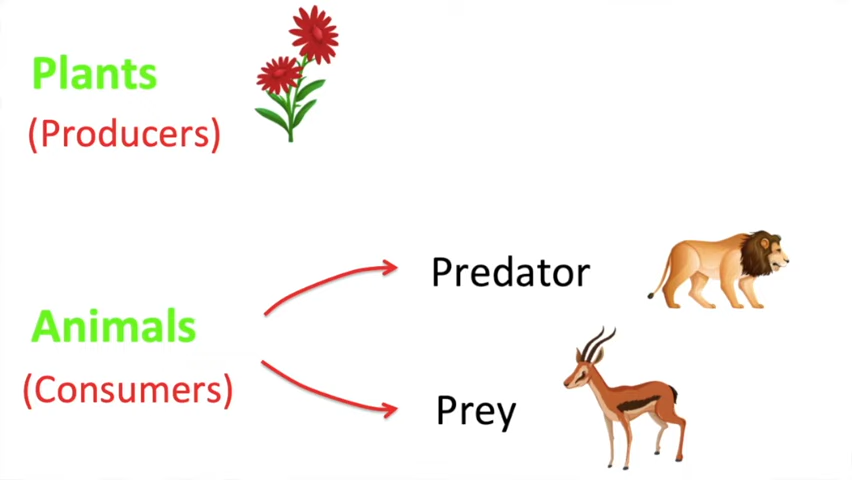 Plants
(Producers)
Predator
Animals
(Consumers)
Prey